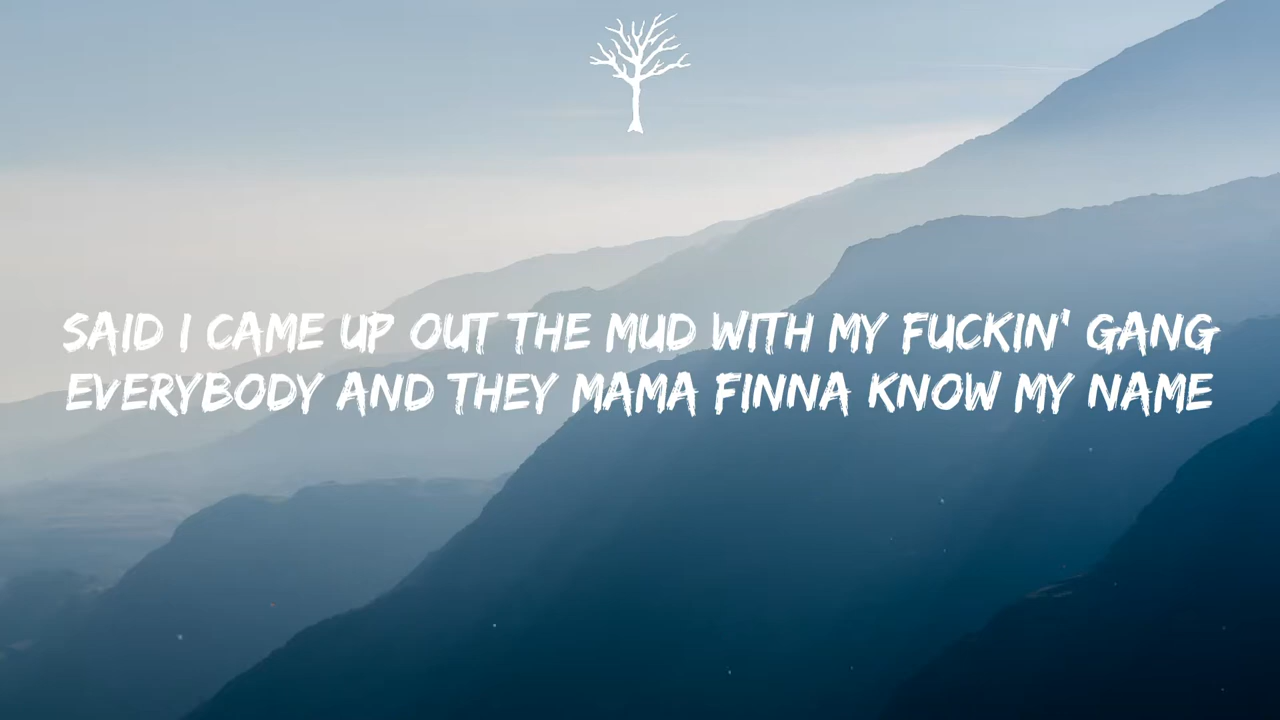 SAID I CAME UP OUT THE MUD WITH MY FUCKIN' GANG
EVERYBODY AND THEY MAMA FINNA KNOW MY NAME